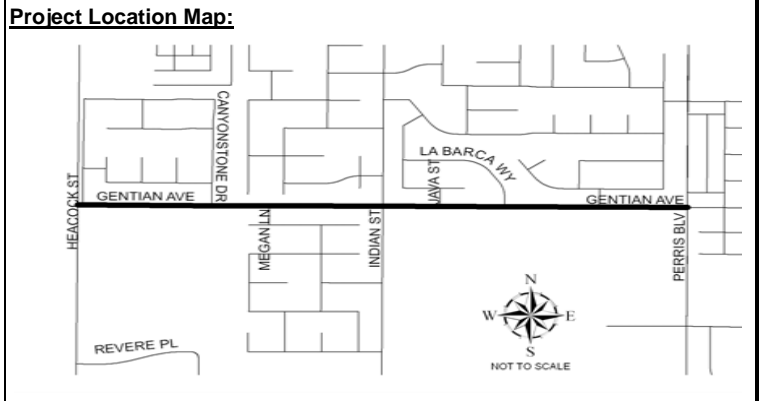 Project Location Map:
CANYONSTONE DR
LA BARCA WY
JAVA ST
HEACOCK ST
GENTIAN AVE
GENTIAN AVE
MEGAN LN
INDIAN ST
PERRIS BLV
N
W
E
S
NOT TO SCALE
REVERE PL